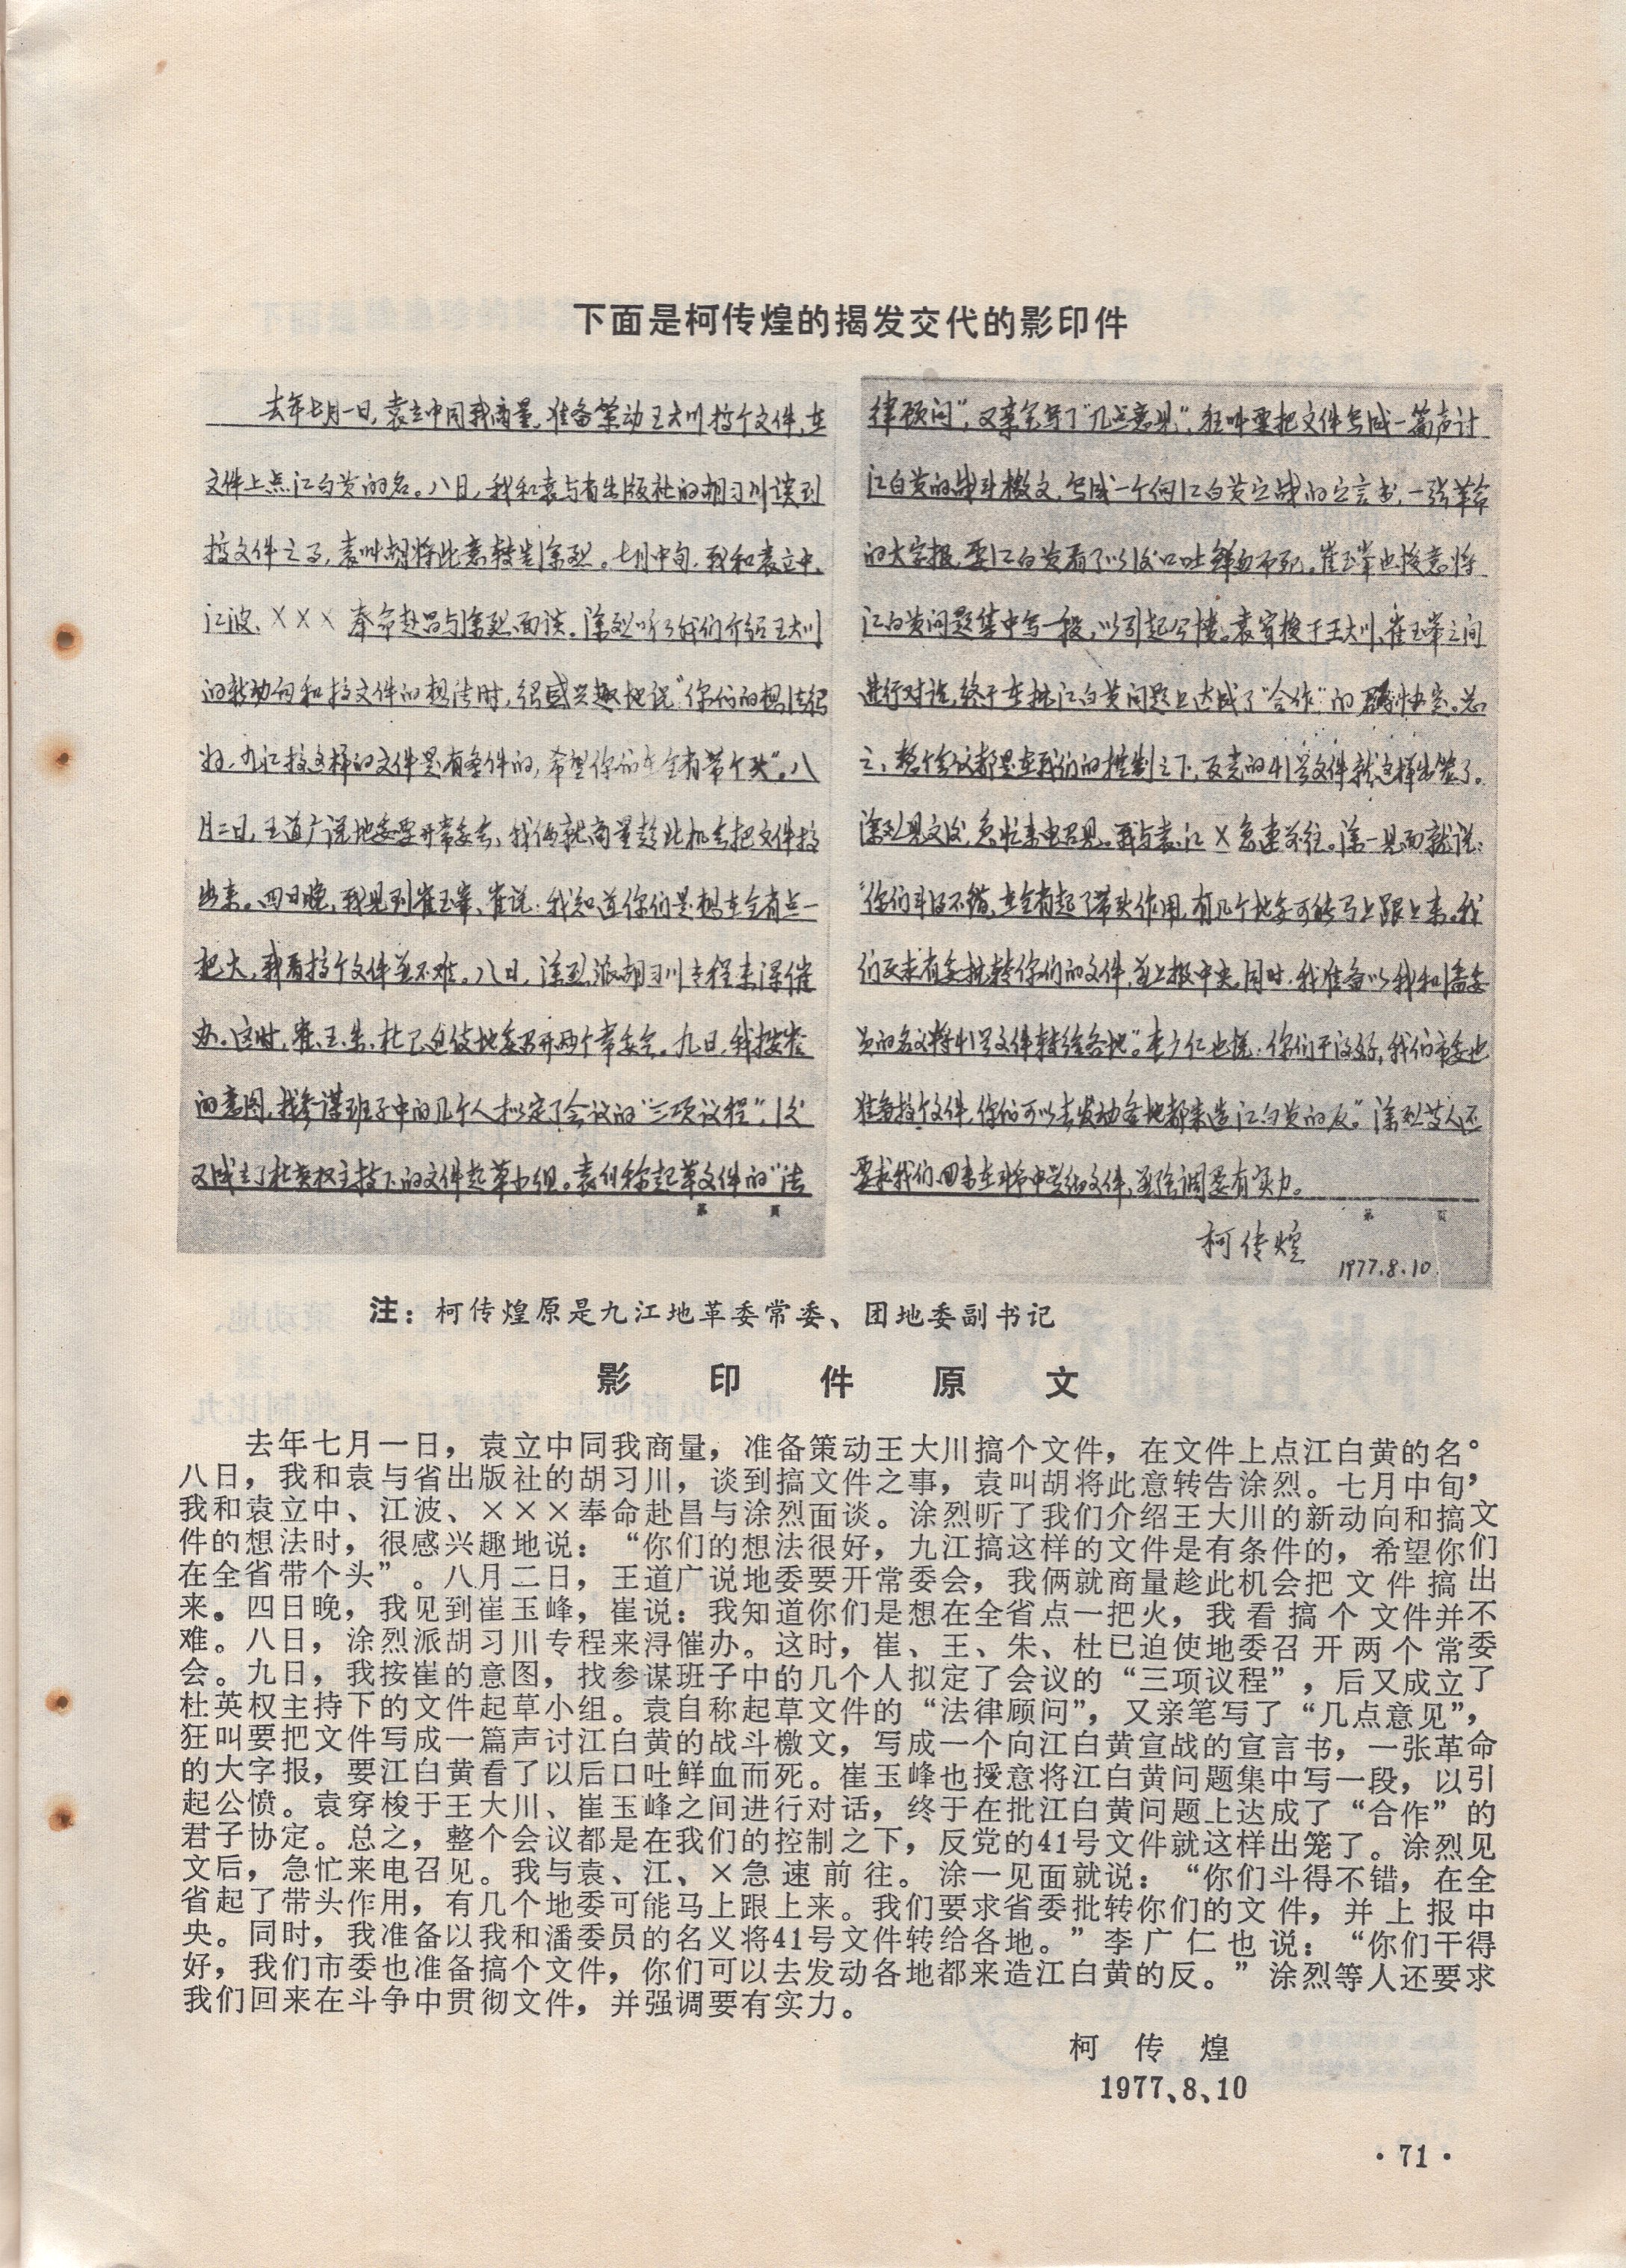 下面是柯传煌的揭发交代的影印件
去年七月一日，袁立中同我商量，准备策动王大川搞个文件，在
文件上点江白黄的名。八日，我和袁与省出版社的胡习川谈到
搞文件之事，袁叫胡将此意转告涂烈。七月中旬，我和袁立中、
江波、×××奉命赴昌与涂烈面谈。涂烈听了我们介绍王大川
的新动向和搞文件的想法时，很感兴趣地说“你们的想法很
好，九江搞这样的文件是有条件的，希望你们在全省带个头”。八
月二日，王道广说地委要开常委会，我俩就商量趁此机会把文件搞
出来。四日晚，我见到崔玉峰，崔说：我知道你们是想在全省点一
把火，我看搞个文件并不难。八日，涂烈派胡习川专程来浔催
办。这时，崔、王、朱、杜已迫使地委召开两个常委会。九日，我按崔
的意图，找参谋班子中的几个人拟定了会议的“三项议程”，后
又成立了杜英权主持下的文件起草小组。袁自称起草文件的“法
第 页
律顾问”，又亲笔写了“几点意见”，狂叫要把文件写成一篇声讨
江白黄的战斗檄文，写成一个向江白黄宣战的宣言书，一张革命
的大字报，要江白黄看了以后口吐鲜血而死。崔玉峰也授意将
江白黄问题集中写一段，以引起公愤。袁穿梭于王大川、崔玉峰之间
进行对话，终于在批江白黄问题上达成了“合作”的君子协定。总
之，整个会议都是在我们的控制之下，反党的41号文件就这样出笼了。
涂烈见文后，急忙来电召见。我与袁、江、×急速前往。涂一见面就说：
“你们斗得不错，在全省起了带头作用，有几个地委可能马上跟上来。我
们要求省委批转你们的文件，并上报中央。同时，我准备以我和潘委
员的名义将41号文件转给各地”。李广仁也说：“你们干得好，我们市委也
准备搞个文件，你们可以去发动各地都来造江白黄的反。”涂烈等人还
要求我们回来在斗争中贯彻文件，并强调要有实力。
第 页
柯传煌
1977.8.10
注：柯传煌原是九江地革委常委、团地委副书记
影印件原文
去年七月一日，袁立中同我商量，准备策动王大川搞个文件，在文件上点江白黄的名。
八日，我和袁与省出版社的胡习川，谈到搞文件之事，袁叫胡将此意转告涂烈。七月中旬，
我和袁立中、江波、×××奉命赴昌与涂烈面谈。涂烈听了我们介绍王大川的新动向和搞文
件的想法时，很感兴趣地说：“你们的想法很好，九江搞这样的文件是有条件的，希望你们
在全省带个头”。八月二日，王道广说地委要开常委会，我俩就商量趁此机会把文件搞出
来。四日晚，我见到崔玉峰，崔说：我知道你们是想在全省点一把火，我看搞个文件并不
难。八日，涂烈派胡习川专程来浔催办。这时，崔、王、朱、杜已迫使地委召开两个常委
会。九日，我按崔的意图，找参谋班子中的几个人拟定了会议的“三项议程”，后又成立了
杜英权主持下的文件起草小组。袁自称起草文件的“法律顾问”，又亲笔写了“几点意见”，
狂叫要把文件写成一篇声讨江白黄的战斗檄文，写成一个向江白黄宣战的宣言书，一张革命
的大字报，要江白黄看了以后口吐鲜血而死。崔玉峰也授意将江白黄问题集中写一段，以引
起公愤。袁穿梭于王大川、崔玉峰之间进行对话，终于在批江白黄问题上达成了“合作”的
君子协定。总之，整个会议都是在我们的控制之下，反党的41号文件就这样出笼了。涂烈见
文后，急忙来电召见。我与袁、江、×急速前往。涂一见面就说：“你们斗得不错，在全
省起了带头作用，有几个地委可能马上跟上来。我们要求省委批转你们的文件，并上报中
央。同时，我准备以我和潘委员的名义将41号文件转给各地。”李广仁也说：“你们干得
好，我们市委也准备搞个文件，你们可以去发动各地都来造江白黄的反。”涂烈等人还要求
我们回来在斗争中贯彻文件，并强调要有实力。
柯传煌
1977、8、10
·71·